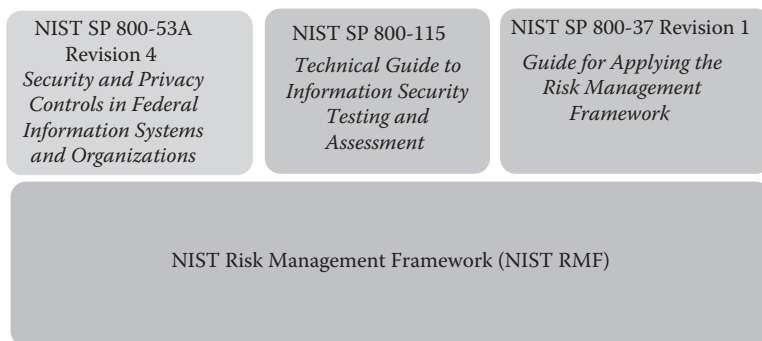 NIST SP 800-53A
Revision 4
Security and Privacy
Controls in Federal
Information Systems
and Organizations
NIST SP 800-115
Technical Guide to
Information Security
Testing and
Assessment
NIST SP 800-37 Revision 1
Guide for Applying the
Risk Management
Framework
NIST Risk Management Framework (NIST RMF)